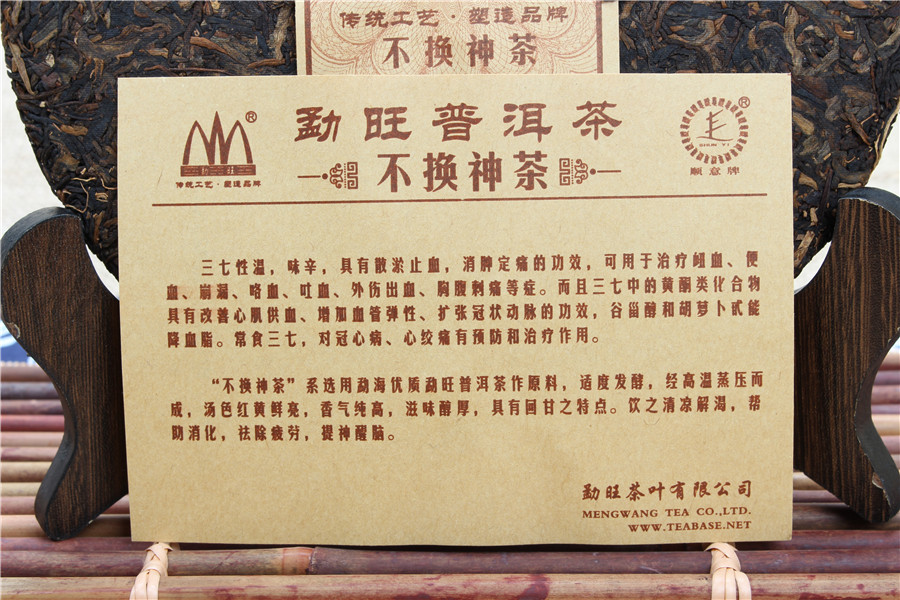 传统工艺·塑造品牌
不换神茶
勐旺普洱茶
不换神茶
勐旺
传统工艺·塑造品牌
SHUN YI
顺意牌
三七性温，味辛，具有散淤止血，消肿定痛的功效，可用于治疗衄血、便
血、崩漏、咯血、吐血、外伤出血、胸腹刺痛等症。而且三七中的黄酮类化合物
具有改善心肌供血、增加血管弹性、扩张冠状动脉的功效，谷甾醇和胡萝卜甙能
降血脂。常食三七，对冠心病、心绞痛有预防和治疗作用。
“不换神茶”系选用勐海优质勐旺普洱茶作原料，适度发酵，经高温蒸压而
成，汤色红黄鲜亮，香气纯高，滋味醇厚，具有回甘之特点。饮之清凉解渴，帮
助消化，祛除疲劳，提神醒脑。
勐旺茶叶有限公司
MENGWANG TEA CO.,LTD.
WWW.TEABASE.NET